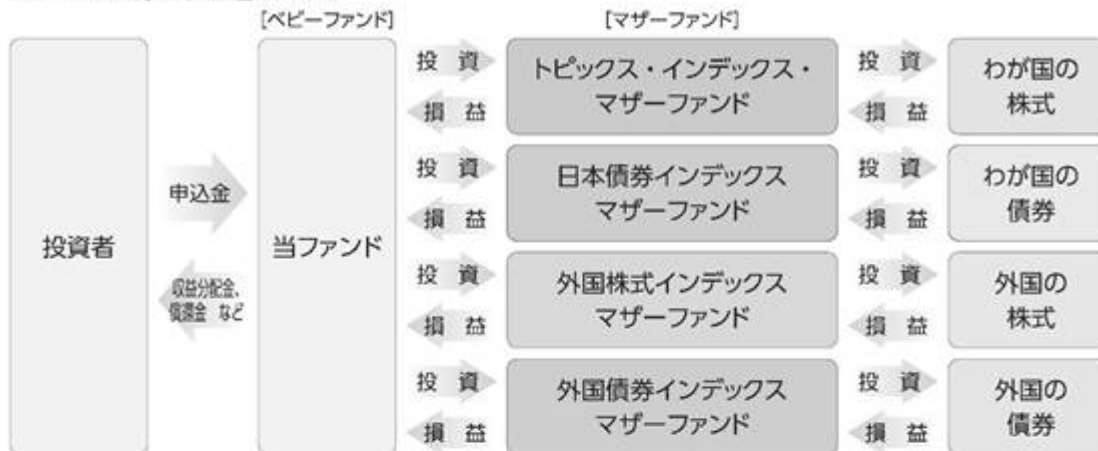 [ベビーファンド]
[マザーファンド]
投資者
申込金
収益分配金、
償還金 など
当ファンド
投 資
損 益
トピックス・インデックス・
マザーファンド
投 資
損 益
わが国の
株式
投 資
損 益
日本債券インデックス
マザーファンド
投 資
損 益
わが国の
債券
投 資
損 益
外国株式インデックス
マザーファンド
投 資
損 益
外国の
株式
投 資
損 益
外国債券インデックス
マザーファンド
投 資
損 益
外国の
債券